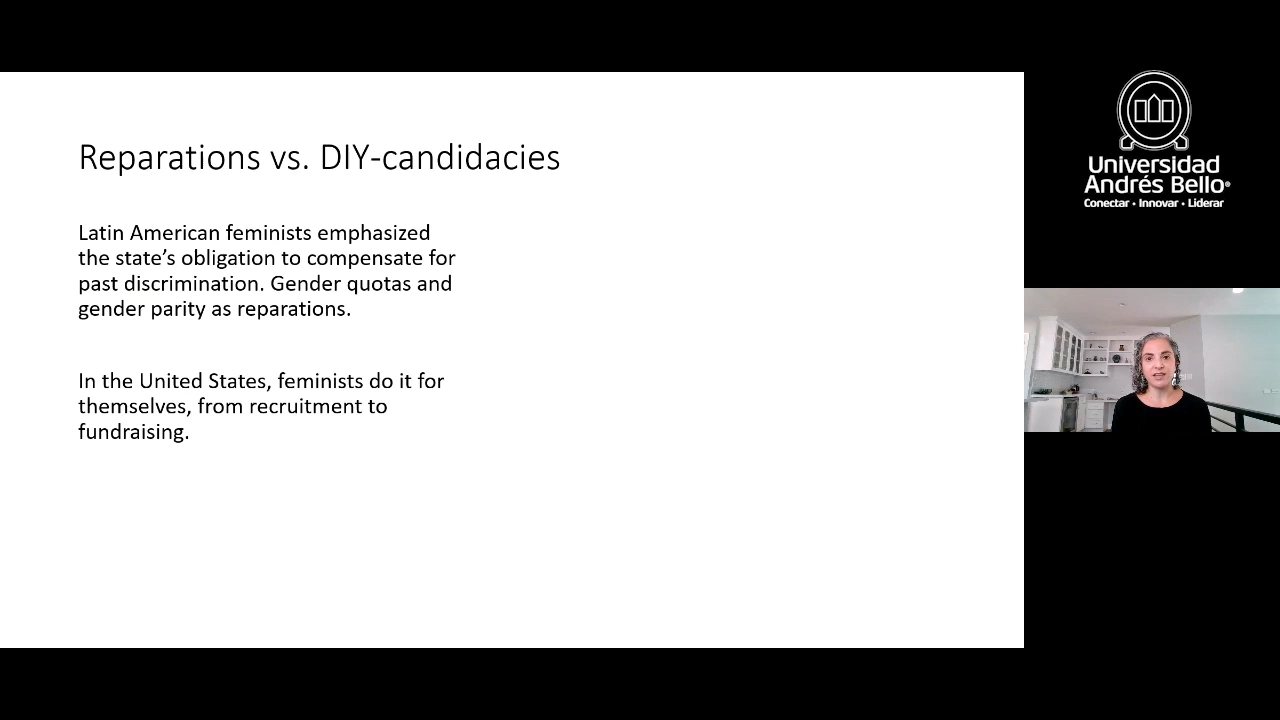 Reparations vs. DIY-candidacies
Latin American feminists emphasized
the state’s obligation to compensate for
past discrimination. Gender quotas and
gender parity as reparations.
In the United States, feminists do it for
themselves, from recruitment to
fundraising.
Universidad
Andrés Bello®
Conectar • Innovar • Liderar